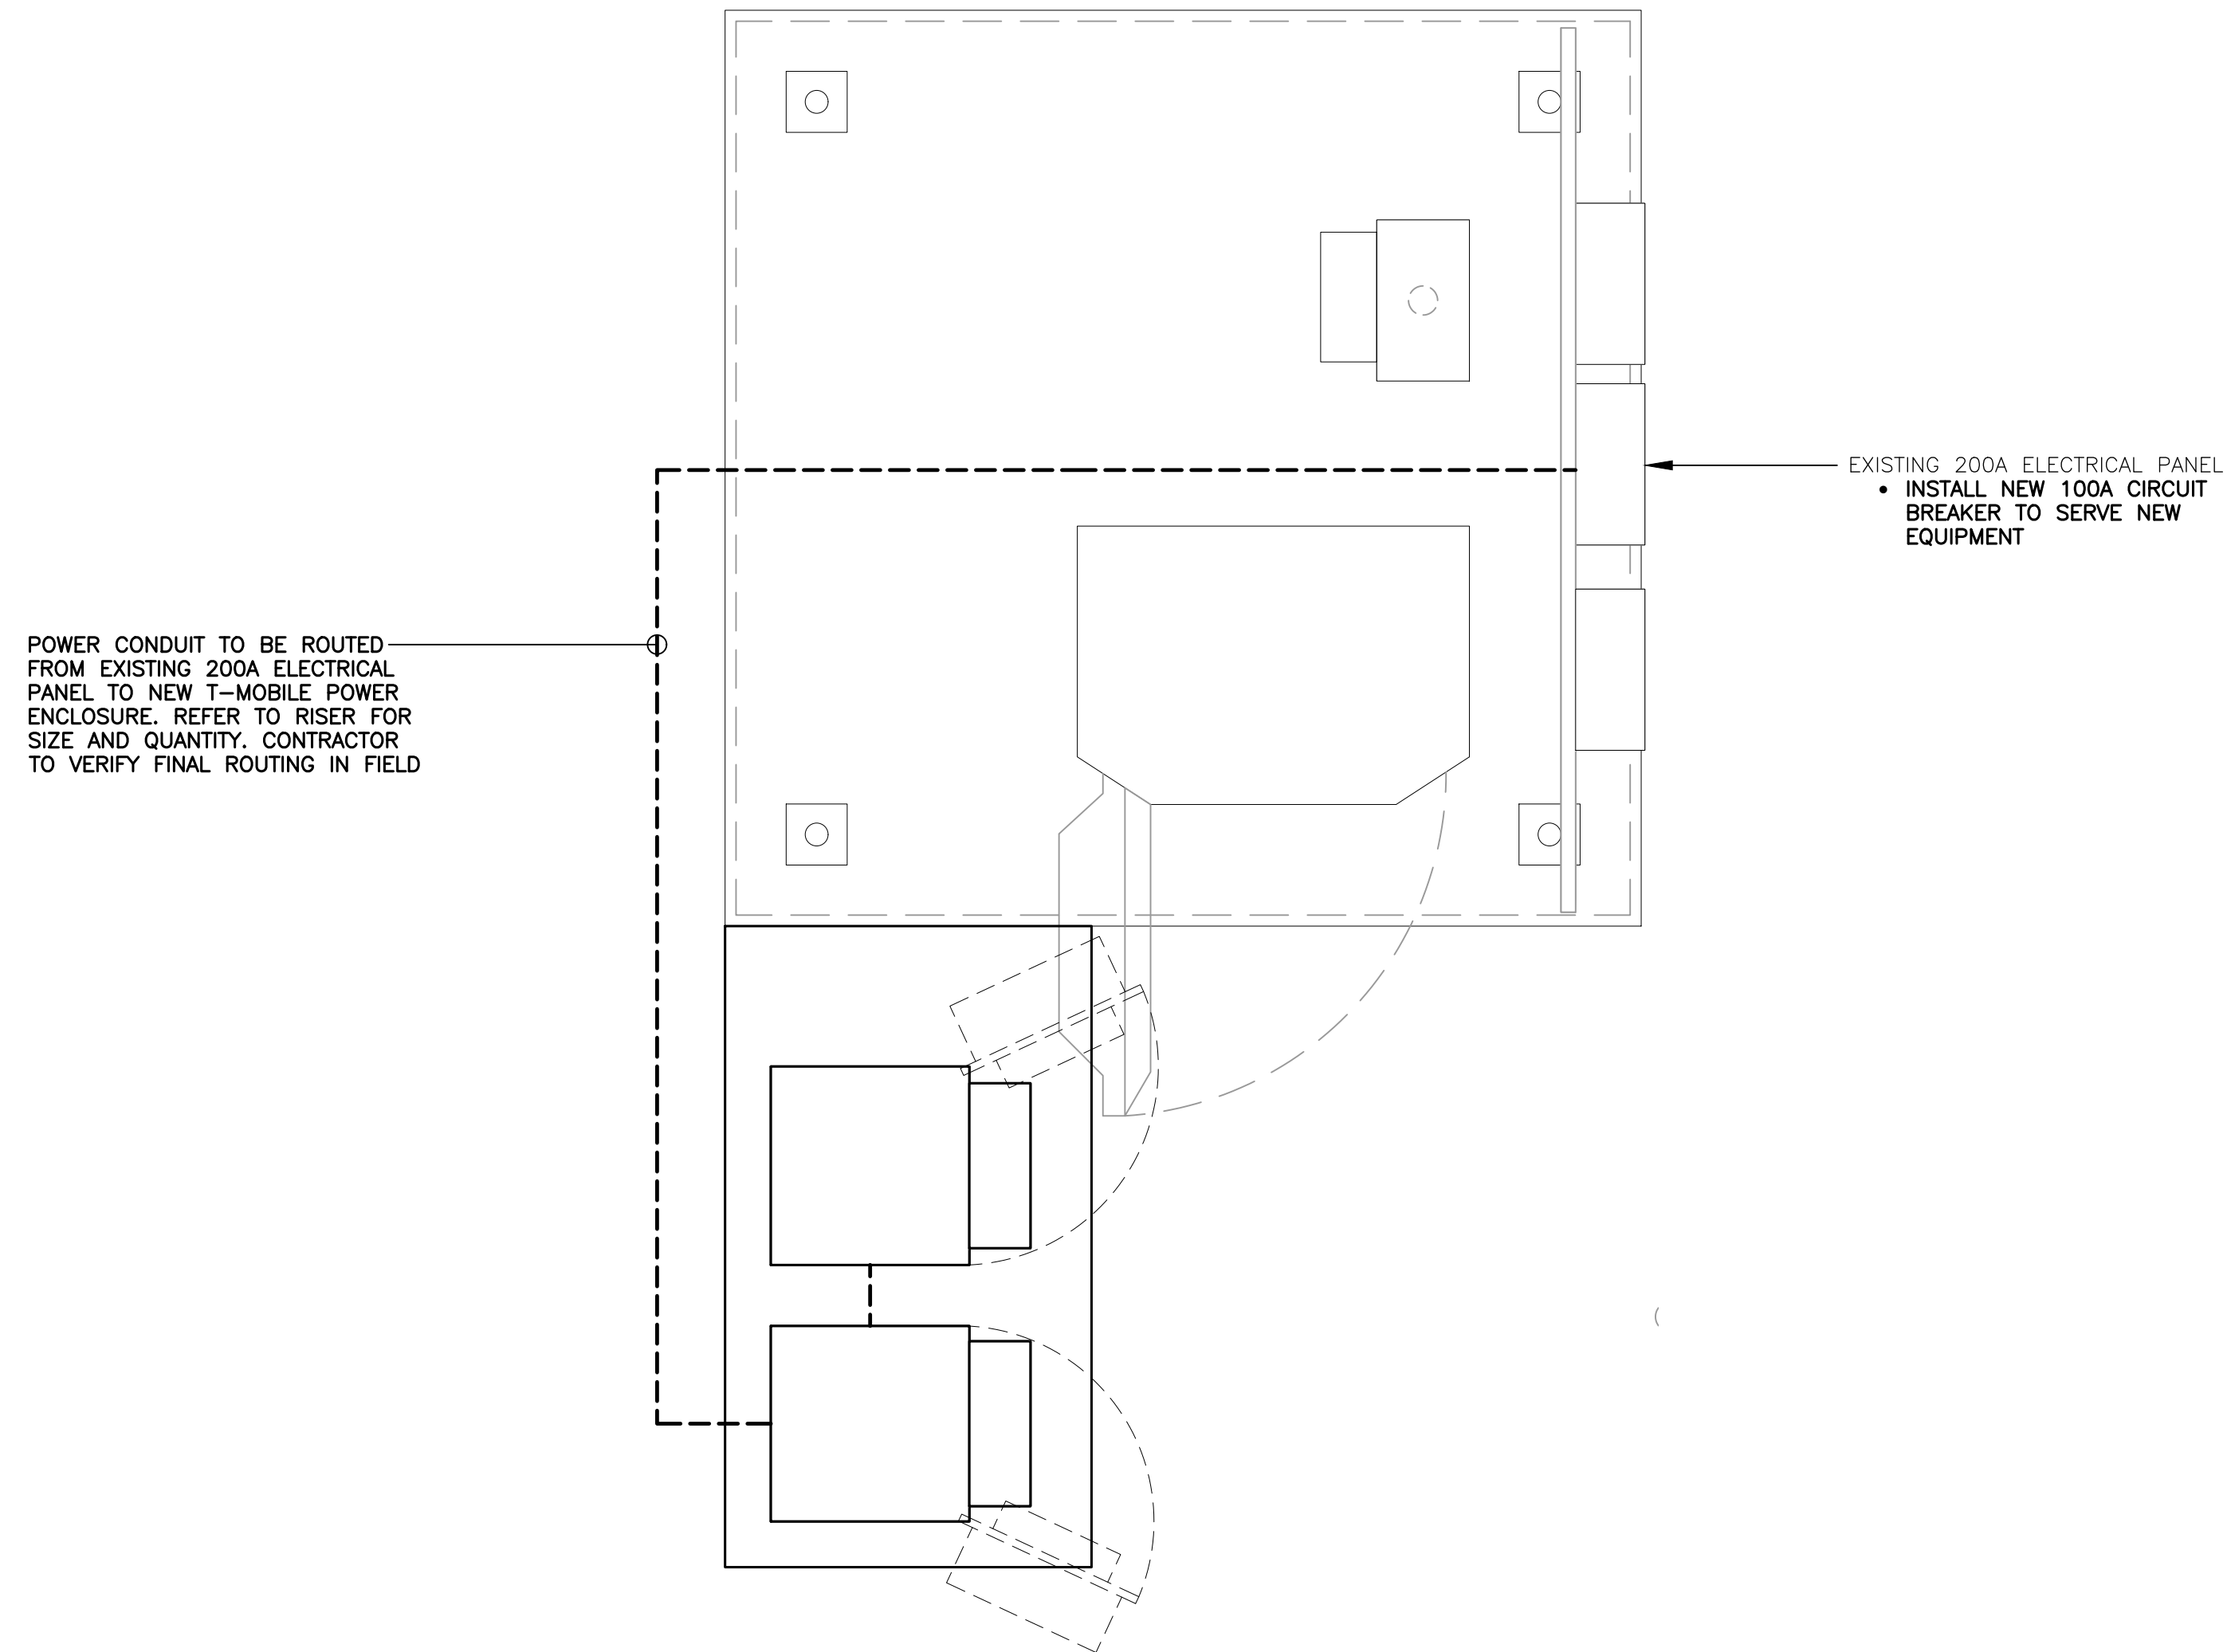 EXISTING 200A ELECTRICAL PANEL
• INSTALL NEW 100A CIRCUIT
BREAKER TO SERVE NEW
EQUIPMENT
POWER CONDUIT TO BE ROUTED
FROM EXISTING 200A ELECTRICAL
PANEL TO NEW T-MOBILE POWER
ENCLOSURE. REFER TO RISER FOR
SIZE AND QUANTITY. CONTRACTOR
TO VERIFY FINAL ROUTING IN FIELD